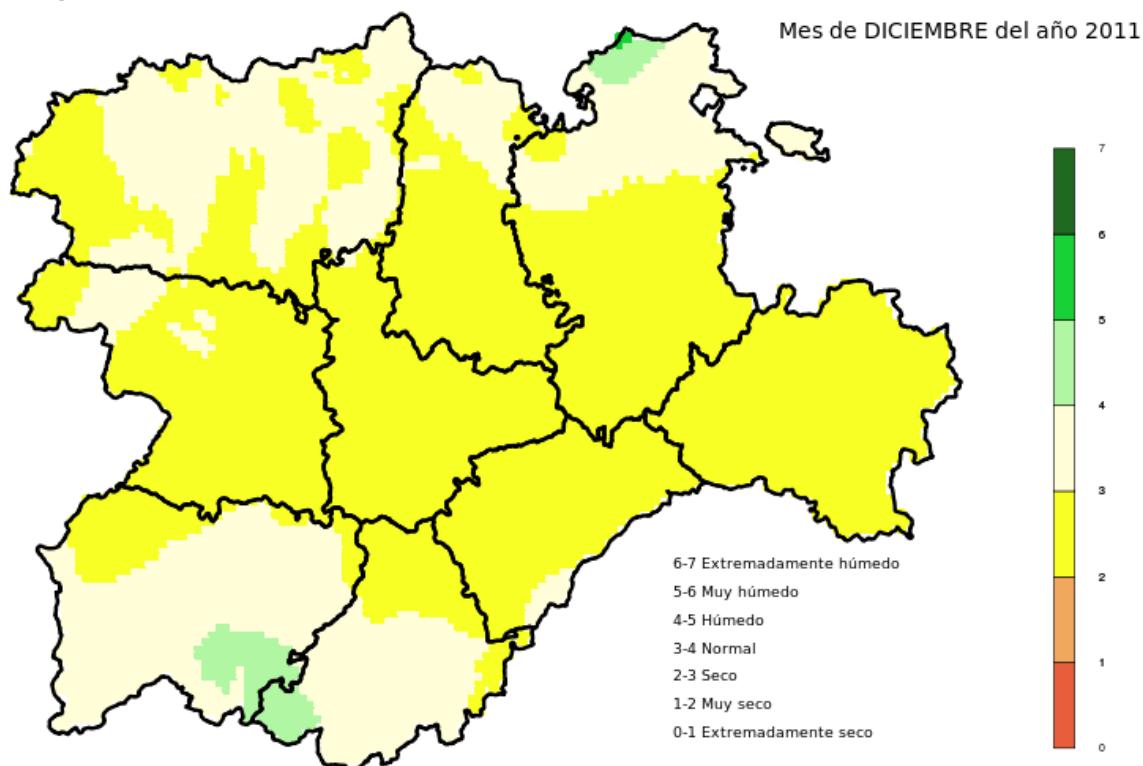 Mes de DICIEMBRE del año 2011
7
6
5
4
3
2
1
0
6-7 Extremadamente húmedo
5-6 Muy húmedo
4-5 Húmedo
3-4 Normal
2-3 Seco
1-2 Muy seco
0-1 Extremadamente seco